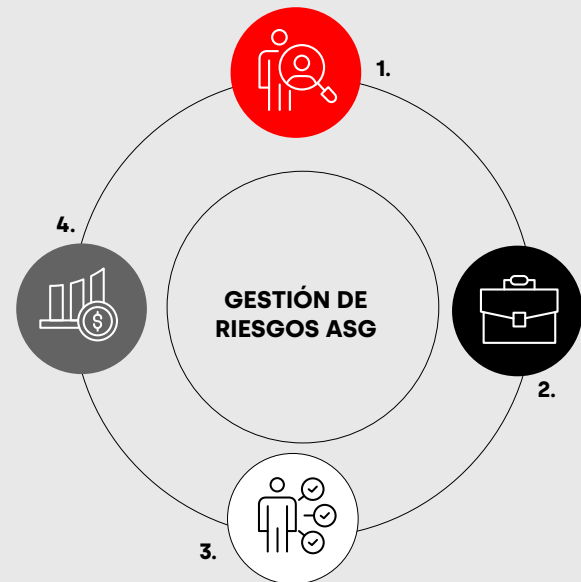 1.
4.
GESTIÓN DE
RIESGOS ASG
$
2.
3.